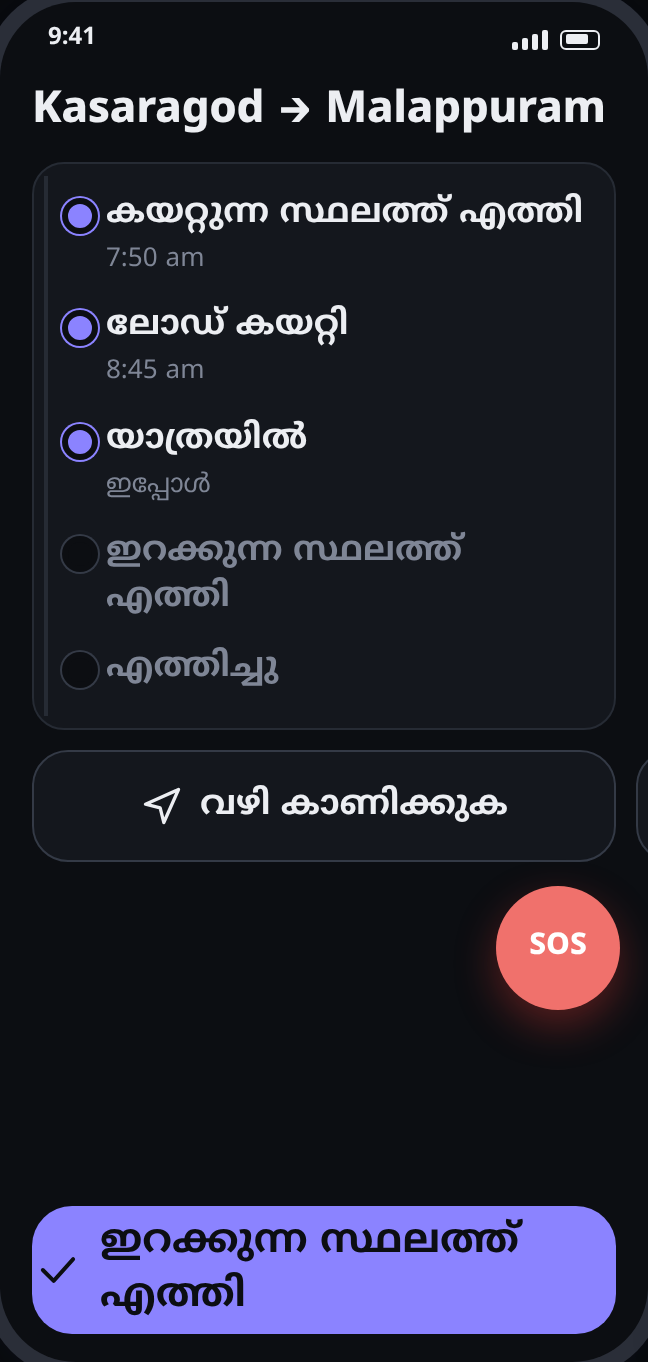 9:41
Kasaragod → Malappuram
കയറ്റുന്ന സ്ഥലത്ത് എത്തി
7:50 am
ലോഡ് കയറ്റി
8:45 am
യാത്രയിൽ
ഇപ്പോൾ
ഇറക്കുന്ന സ്ഥലത്ത്
എത്തി
എത്തിച്ചു
വഴി കാണിക്കുക
SOS
ഇറക്കുന്ന സ്ഥലത്ത്
എത്തി